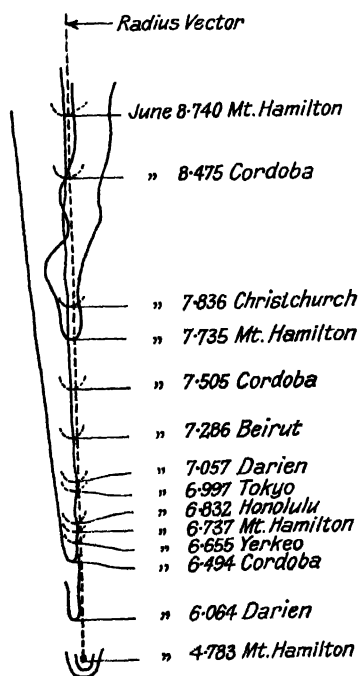 Radius Vector
June 8·740 Mt. Hamilton
„ 8·475 Cordoba
„ 7·836 Christchurch
„ 7·735 Mt. Hamilton
„ 7·505 Cordoba
„ 7·286 Beirut
„ 7·057 Darien
„ 6·997 Tokyo
„ 6·832 Honolulu
„ 6·737 Mt. Hamilton
„ 6·655 Yerkeo
„ 6·494 Cordoba
„ 6·064 Darien
„ 4·783 Mt. Hamilton